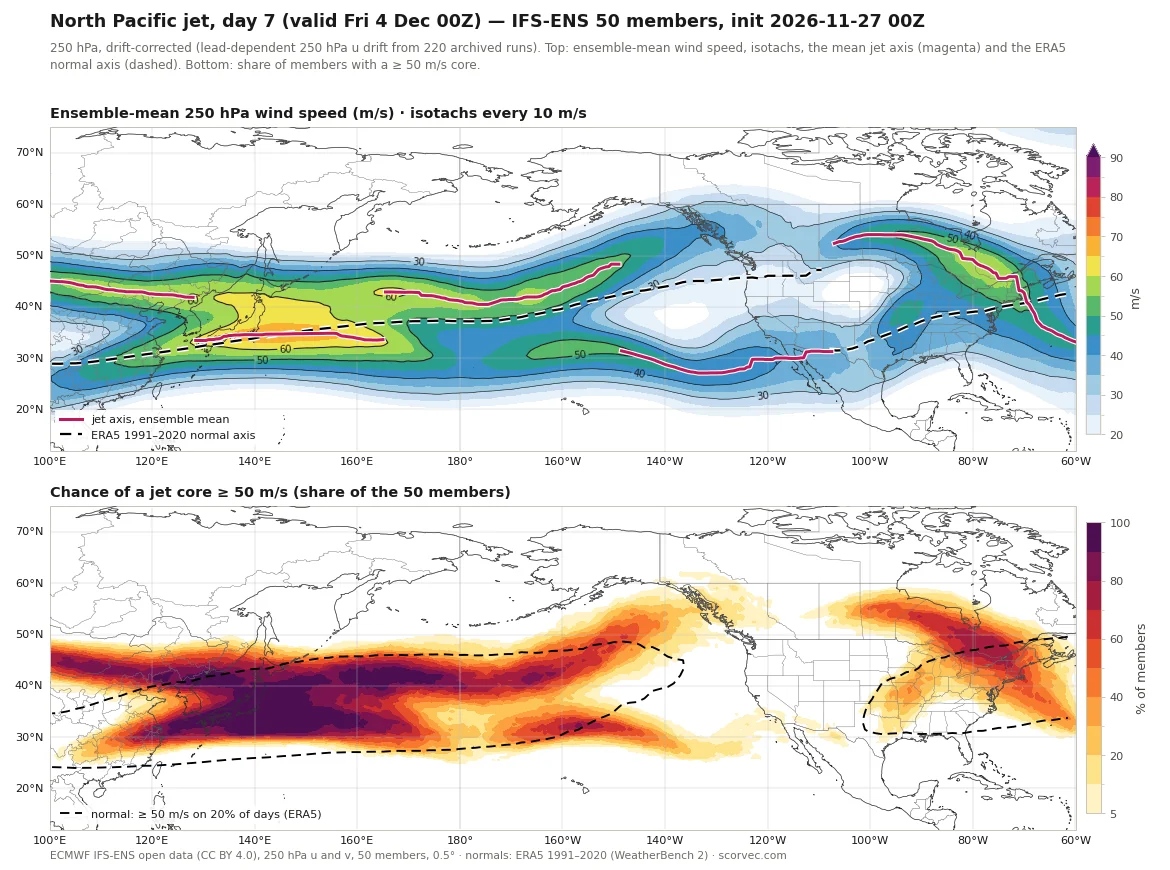 North Pacific jet, day 7 (valid Fri 4 Dec 00Z) — IFS-ENS 50 members, init 2026-11-27 00Z
250 hPa, drift-corrected (lead-dependent 250 hPa u drift from 220 archived runs). Top: ensemble-mean wind speed, isotachs, the mean jet axis (magenta) and the ERA5
normal axis (dashed). Bottom: share of members with a ≥ 50 m/s core.
Ensemble-mean 250 hPa wind speed (m/s) · isotachs every 10 m/s
70°N
60°N
50°N
40°N
30°N
20°N
30
60
30
50
40
30
60
50
50
40
30
30
jet axis, ensemble mean
ERA5 1991–2020 normal axis
100°E 120°E 140°E 160°E 180° 160°W 140°W 120°W 100°W 80°W 60°W
90
80
70
60
50
40
30
20
m/s
Chance of a jet core ≥ 50 m/s (share of the 50 members)
70°N
60°N
50°N
40°N
30°N
20°N
normal: ≥ 50 m/s on 20% of days (ERA5)
100°E 120°E 140°E 160°E 180° 160°W 140°W 120°W 100°W 80°W 60°W
100
80
60
40
20
5
% of members
ECMWF IFS-ENS open data (CC BY 4.0), 250 hPa u and v, 50 members, 0.5° · normals: ERA5 1991–2020 (WeatherBench 2) · scorvec.com